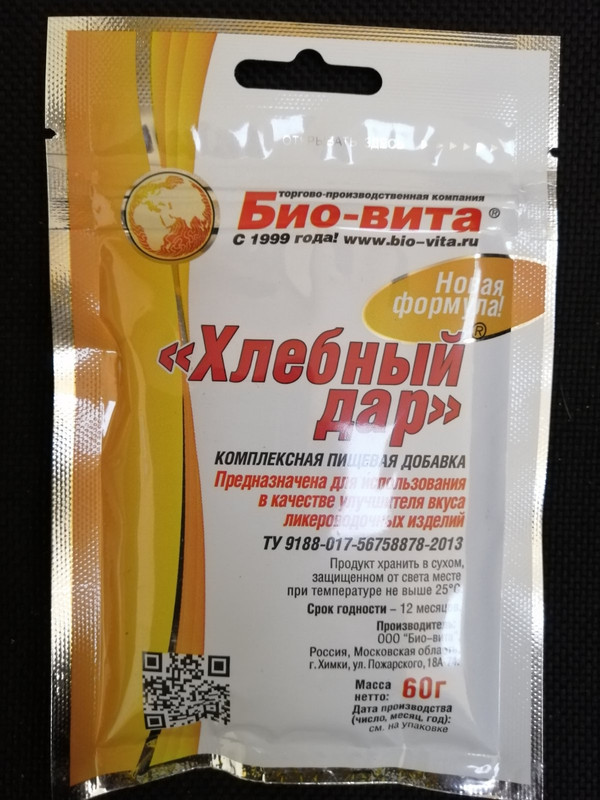 ОТКРЫВАТЬ ЗДЕСЬ
торгово-производственная компания
Био-вита®
С 1999 года! www.bio-vita.ru
Новая
формула!
«Хлебный®
дар»
КОМПЛЕКСНАЯ ПИЩЕВАЯ ДОБАВКА
Предназначена для использования
в качестве улучшителя вкуса
ликероводочных изделий
ТУ 9188-017-56758878-2013
Продукт хранить в сухом,
защищенном от света месте
при температуре не выше 25°С
Срок годности – 12 месяцев
Производитель:
ООО "Био-вита"
Россия, Московская область,
г. Химки, ул. Пожарского,
Масса
нетто: 60г
Дата производства
(число, месяц, год):
см. на упаковке